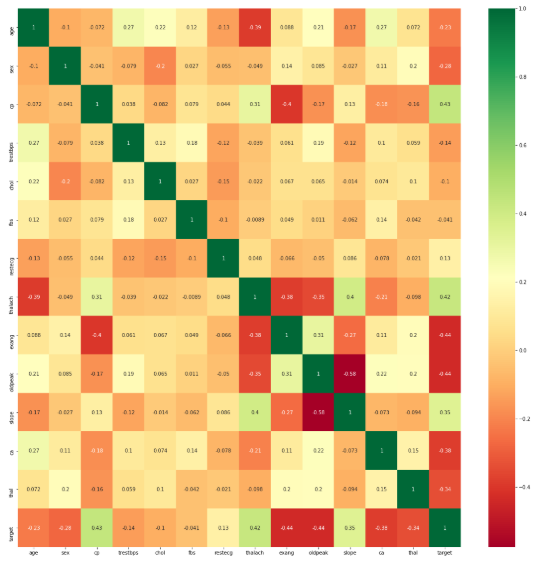 age 1 -0.1 -0.072 0.27 0.22 0.12 -0.13 -0.39 0.088 0.21 -0.17 0.27 0.072 -0.23
sex -0.1 1 -0.041 -0.079 -0.2 0.027 -0.055 -0.049 0.14 0.085 -0.027 0.11 0.2 -0.28
cp -0.072 -0.041 1 0.038 -0.082 0.079 0.044 0.31 -0.4 -0.17 0.13 -0.18 -0.16 0.43
trestbps 0.27 -0.079 0.038 1 0.13 0.18 -0.12 -0.039 0.061 0.19 -0.12 0.1 0.059 -0.14
chol 0.22 -0.2 -0.082 0.13 1 0.027 -0.15 -0.022 0.067 0.065 -0.014 0.074 0.1 -0.1
fbs 0.12 0.027 0.079 0.18 0.027 1 -0.1 -0.0089 0.049 0.011 -0.062 0.14 -0.042 -0.041
restecg -0.13 -0.055 0.044 -0.12 -0.15 -0.1 1 0.048 -0.066 -0.05 0.086 -0.078 -0.021 0.13
thalach -0.39 -0.049 0.31 -0.039 -0.022 -0.0089 0.048 1 -0.38 -0.35 0.4 -0.21 -0.098 0.42
exang 0.088 0.14 -0.4 0.061 0.067 0.049 -0.066 -0.38 1 0.31 -0.27 0.11 0.2 -0.44
oldpeak 0.21 0.085 -0.17 0.19 0.065 0.011 -0.05 -0.35 0.31 1 -0.58 0.22 0.2 -0.44
slope -0.17 -0.027 0.13 -0.12 -0.014 -0.062 0.086 0.4 -0.27 -0.58 1 -0.073 -0.094 0.35
ca 0.27 0.11 -0.18 0.1 0.074 0.14 -0.078 -0.21 0.11 0.22 -0.073 1 0.15 -0.38
thal 0.072 0.2 -0.16 0.059 0.1 -0.042 -0.021 -0.098 0.2 0.2 -0.094 0.15 1 -0.34
target -0.23 -0.28 0.43 -0.14 -0.1 -0.041 0.13 0.42 -0.44 -0.44 0.35 -0.38 -0.34 1
age sex cp trestbps chol fbs restecg thalach exang oldpeak slope ca thal target
1.0
0.8
0.6
0.4
0.2
0.0
−0.2
−0.4